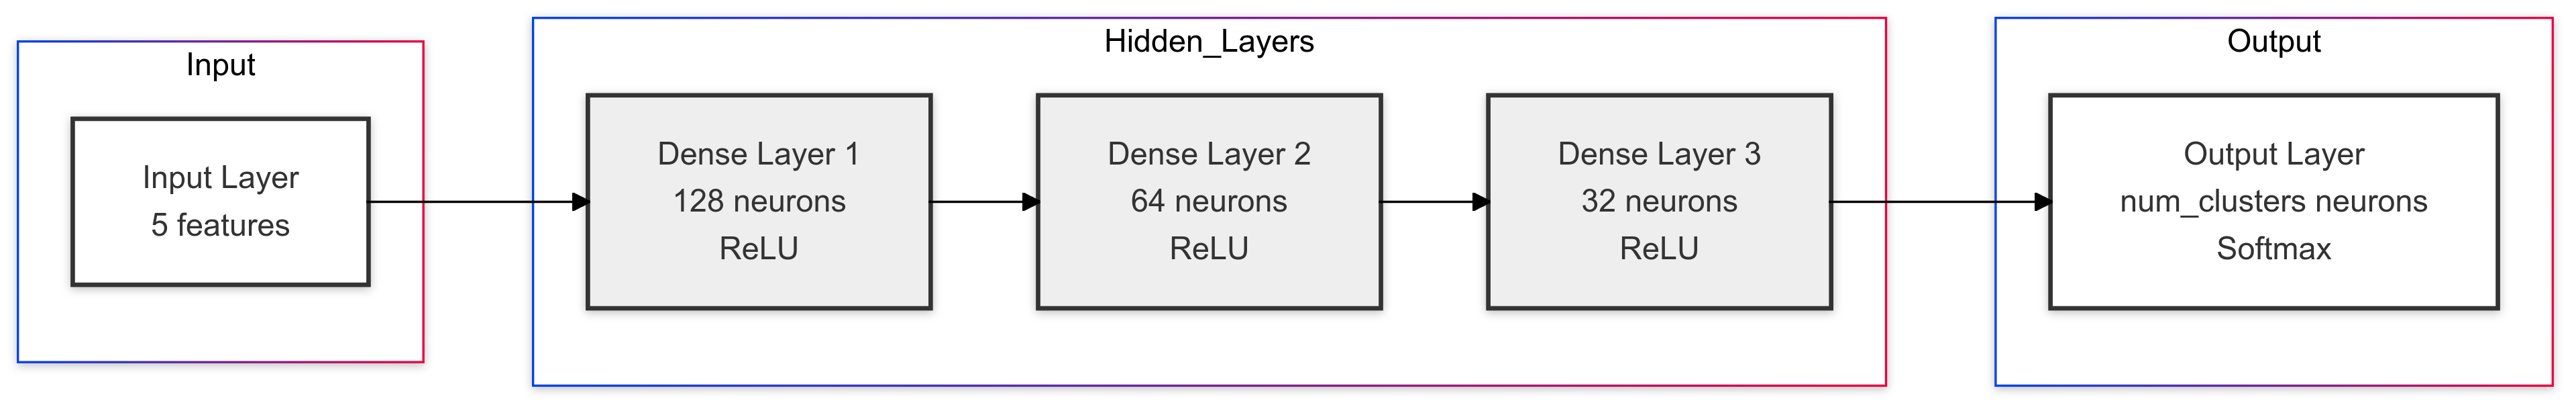 Input
Input Layer
5 features
Hidden_Layers
Dense Layer 1
128 neurons
ReLU
Dense Layer 2
64 neurons
ReLU
Dense Layer 3
32 neurons
ReLU
Output
Output Layer
num_clusters neurons
Softmax